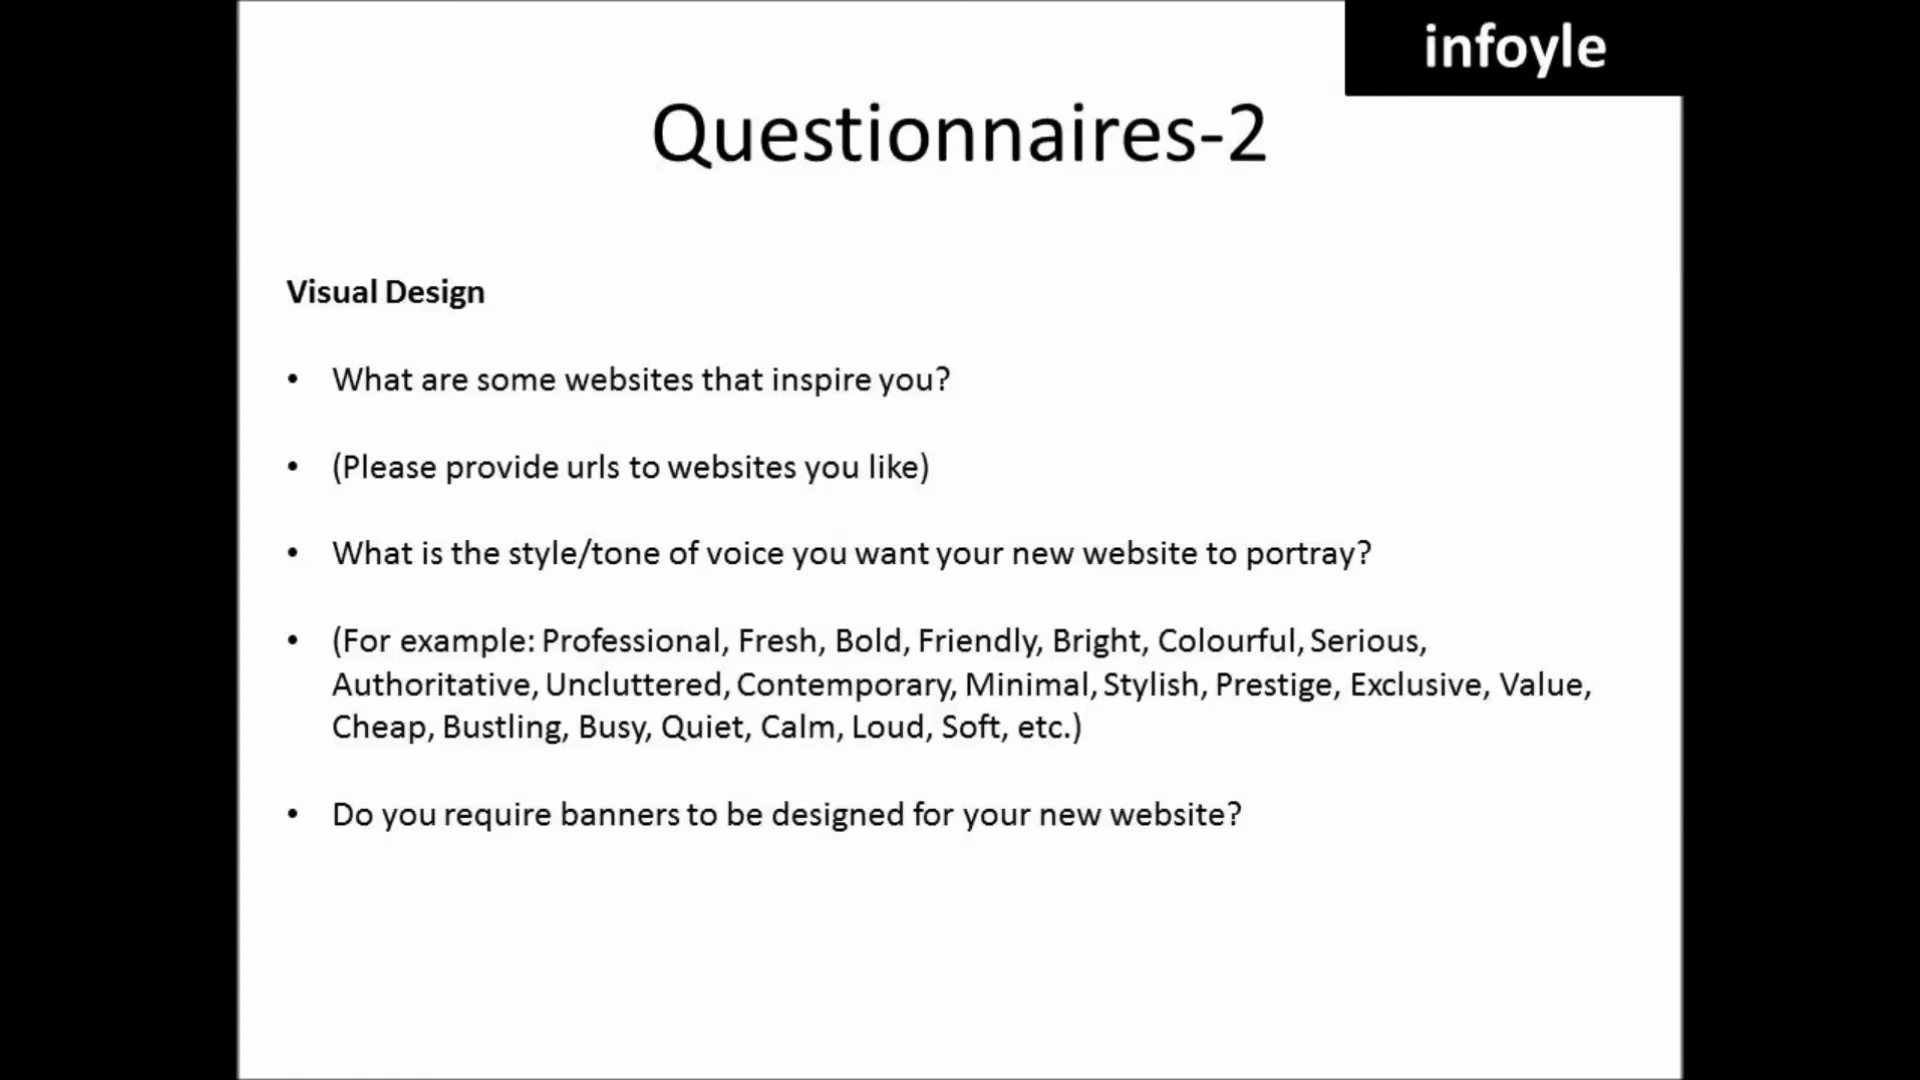 infoyle
Questionnaires-2
Visual Design
• What are some websites that inspire you?
• (Please provide urls to websites you like)
• What is the style/tone of voice you want your new website to portray?
• (For example: Professional, Fresh, Bold, Friendly, Bright, Colourful, Serious,
Authoritative, Uncluttered, Contemporary, Minimal, Stylish, Prestige, Exclusive, Value,
Cheap, Bustling, Busy, Quiet, Calm, Loud, Soft, etc.)
• Do you require banners to be designed for your new website?